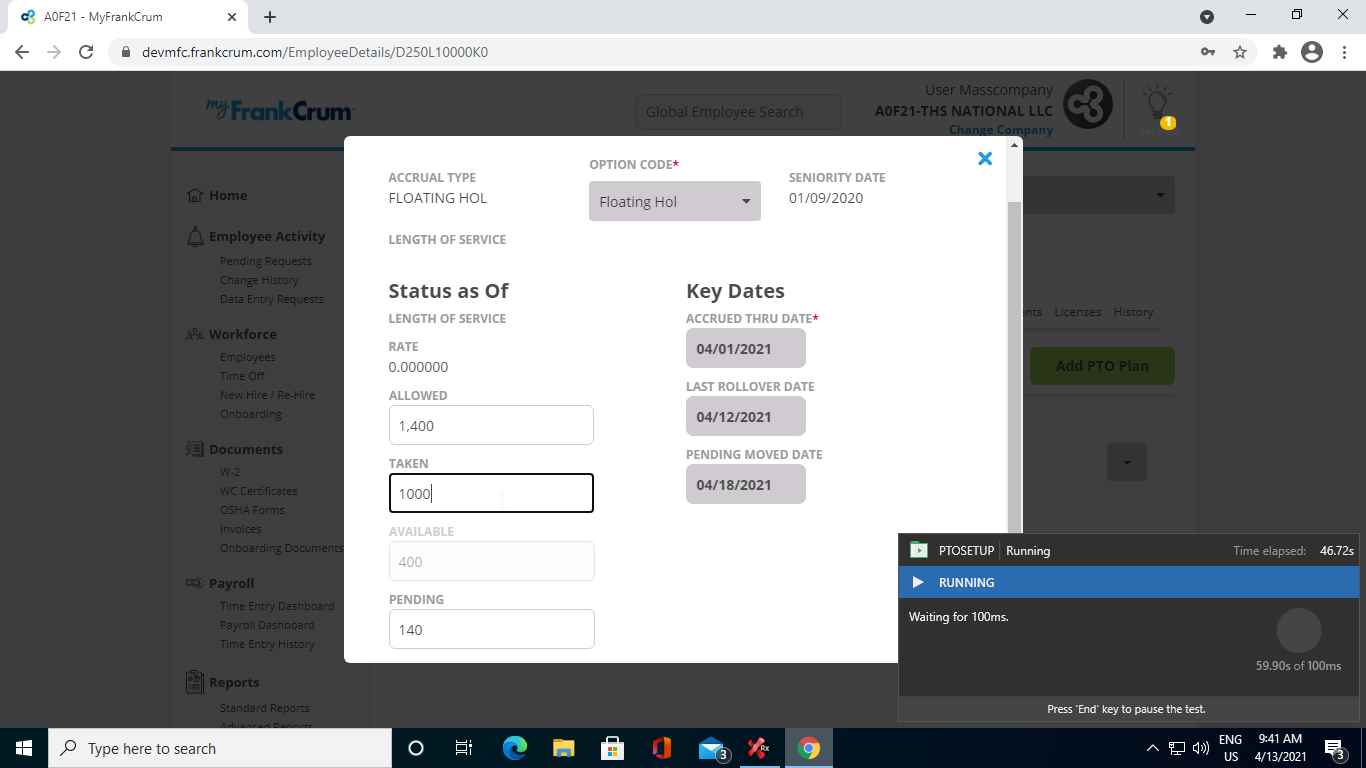 A0F21 - MyFrankCrum
devmfc.frankcrum.com/EmployeeDetails/D250L10000K0
myFrankCrum
Global Employee Search
User Masscompany
A0F21-THS NATIONAL LLC
Change Company
1
Home
Employee Activity
Pending Requests
Change History
Data Entry Requests
Workforce
Employees
Time Off
New Hire / Re-Hire
Onboarding
Documents
W-2
WC Certificates
OSHA Forms
Invoices
Onboarding Documents
Payroll
Time Entry Dashboard
Payroll Dashboard
Time Entry History
Reports
Standard Reports
Advanced Reports
ACCRUAL TYPE
FLOATING HOL
OPTION CODE*
Floating Hol
SENIORITY DATE
01/09/2020
LENGTH OF SERVICE
Status as Of
LENGTH OF SERVICE
RATE
0.000000
ALLOWED
1,400
TAKEN
1000
AVAILABLE
400
PENDING
140
Key Dates
ACCRUED THRU DATE*
04/01/2021
LAST ROLLOVER DATE
04/12/2021
PENDING MOVED DATE
04/18/2021
nts Licenses History
Add PTO Plan
PTOSETUP Running Time elapsed: 46.72s
RUNNING
Waiting for 100ms.
59.90s of 100ms
Press 'End' key to pause the test.
Type here to search
3
Rx
ENG
US
9:41 AM
4/13/2021
3